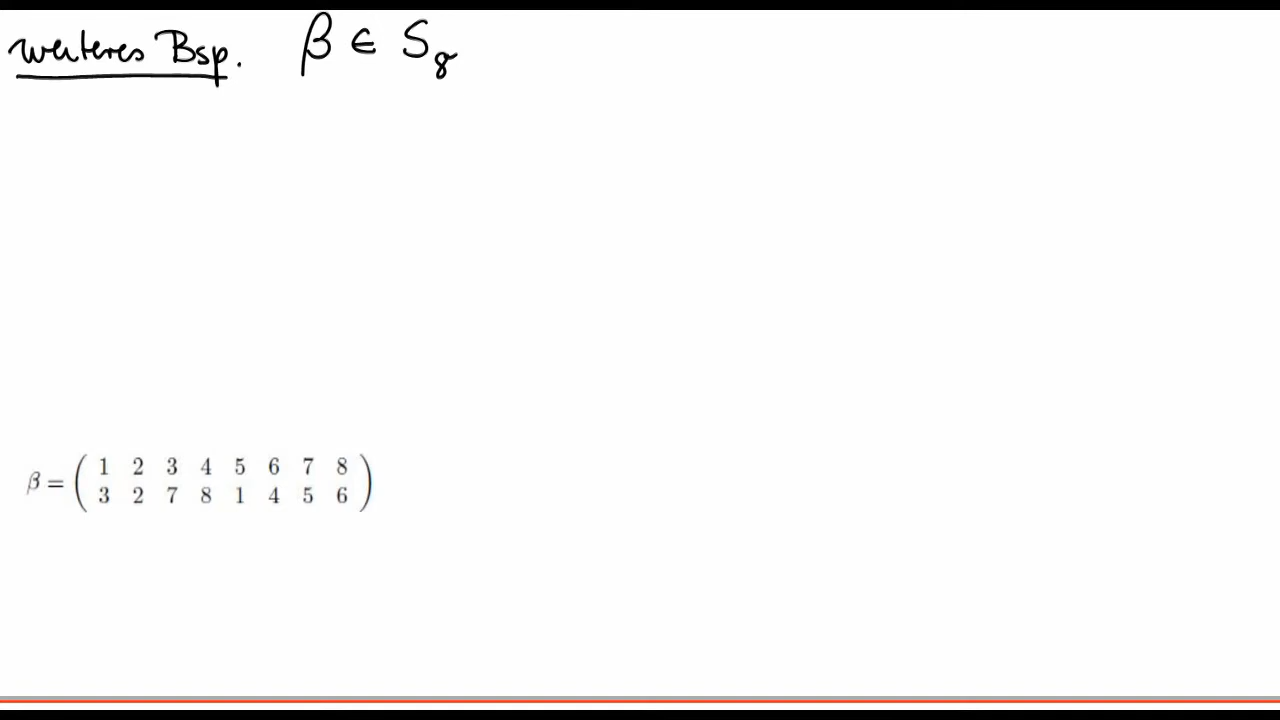 weiteres Bsp. β ∈ S₈
β = ( 1 2 3 4 5 6 7 8
3 2 7 8 1 4 5 6 )